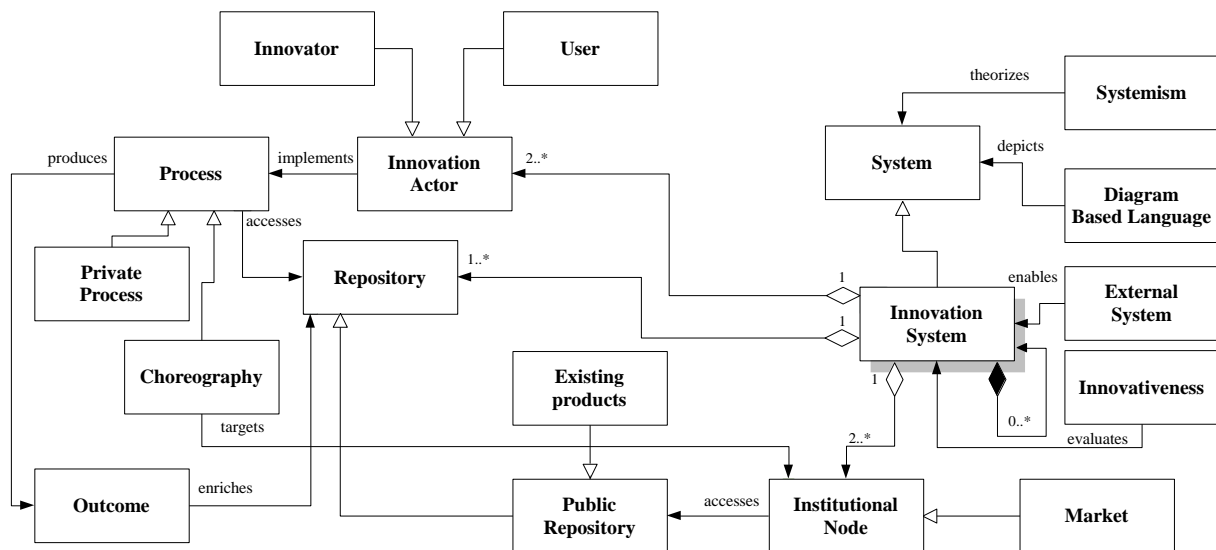 Innovator
User
theorizes
Systemism
produces
Process
implements
Innovation
Actor
2..*
System
depicts
Diagram
Based Language
accesses
Private
Process
Repository
1..*
1
1
Innovation
System
enables
External
System
Choreography
Existing
products
1
0..*
Innovativeness
targets
2..*
evaluates
Outcome
enriches
Public
Repository
accesses
Institutional
Node
Market